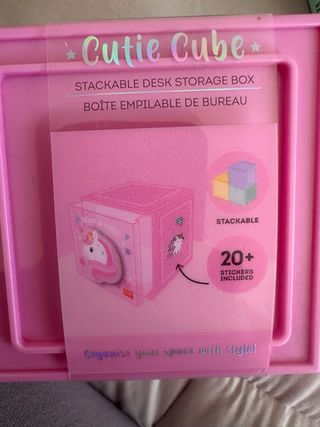 Cutie Cube
STACKABLE DESK STORAGE BOX
BOÎTE EMPILABLE DE BUREAU
STACKABLE
20+
STICKERS
INCLUDED
Organise your space with style!